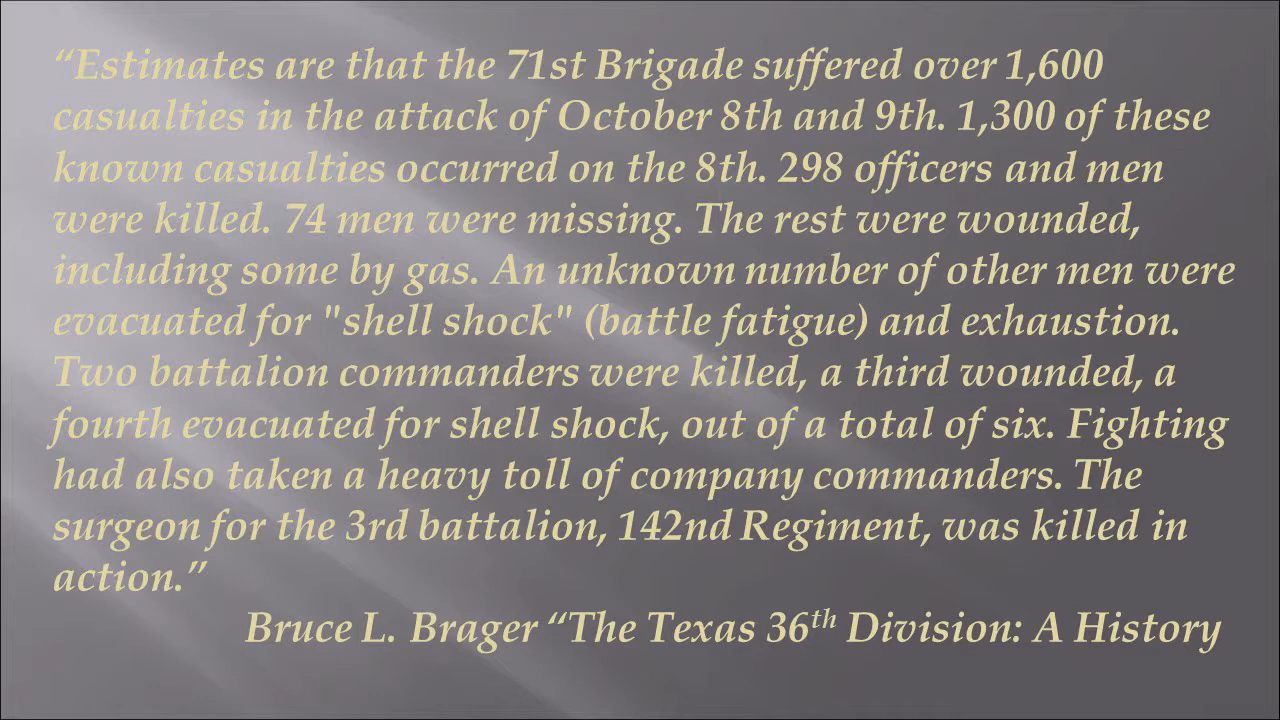 “Estimates are that the 71st Brigade suffered over 1,600
casualties in the attack of October 8th and 9th. 1,300 of these
known casualties occurred on the 8th. 298 officers and men
were killed. 74 men were missing. The rest were wounded,
including some by gas. An unknown number of other men were
evacuated for "shell shock" (battle fatigue) and exhaustion.
Two battalion commanders were killed, a third wounded, a
fourth evacuated for shell shock, out of a total of six. Fighting
had also taken a heavy toll of company commanders. The
surgeon for the 3rd battalion, 142nd Regiment, was killed in
action.”
Bruce L. Brager “The Texas 36th Division: A History